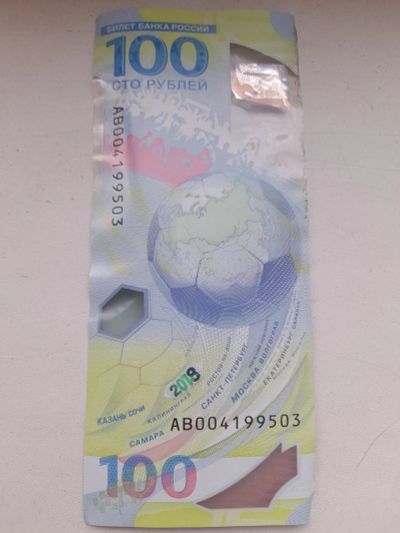 БИЛЕТ БАНКА РОССИИ
100
СТО РУБЛЕЙ
АВ004199503
РОСТОВ-НА-ДОНУ
2018
САНКТ-ПЕТЕРБУРГ
МОСКВА ВОЛГОГРАД
ЕКАТЕРИНБУРГ САРАНСК
КАЛИНИНГРАД
КАЗАНЬ СОЧИ
САМАРА
АВ004199503
100